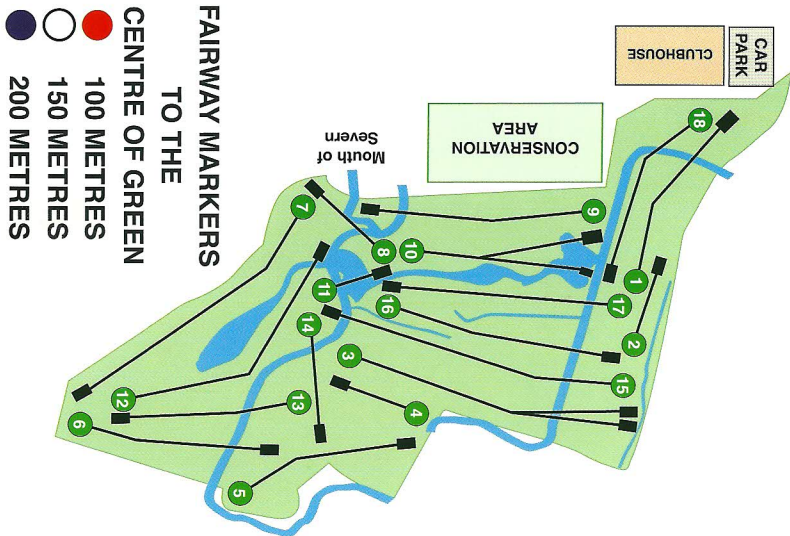 FAIRWAY MARKERS
TO THE
CENTRE OF GREEN
100 METRES
150 METRES
200 METRES
CAR
PARK
CLUBHOUSE
CONSERVATION
AREA
Mouth of
Severn
18
1
2
9
10
8
7
11
17
16
14
3
15
12
13
4
6
5